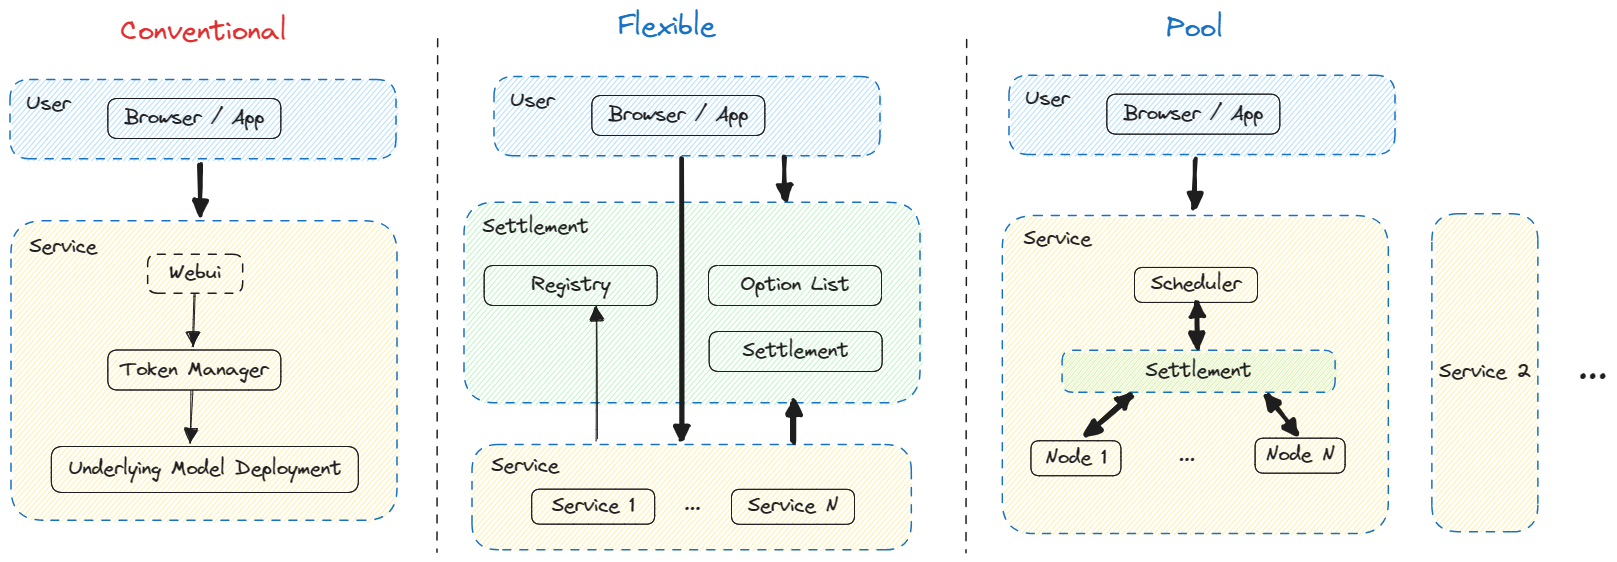 Conventional
User
Browser / App
Service
Webui
Token Manager
Underlying Model Deployment
Flexible
User
Browser / App
Settlement
Registry
Option List
Settlement
Service
Service 1
...
Service N
Pool
User
Browser / App
Service
Scheduler
Settlement
Node 1
...
Node N
Service 2
...